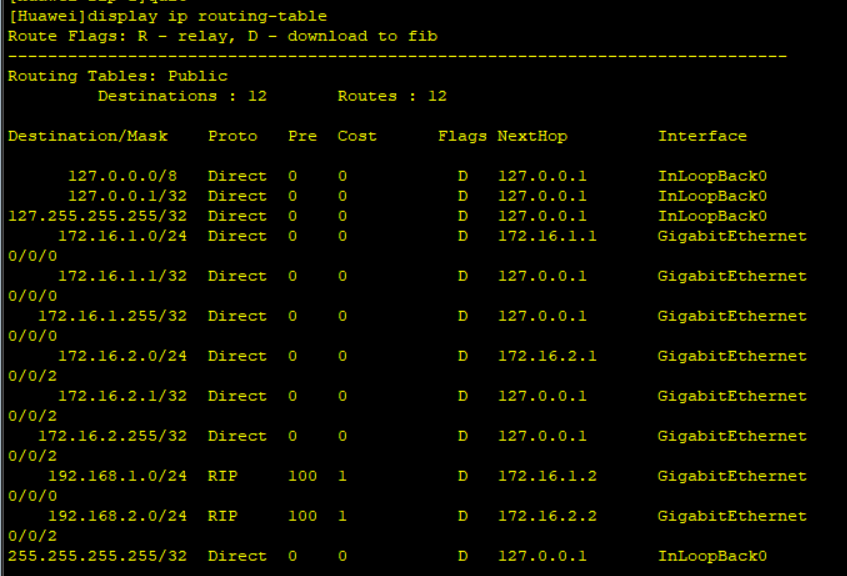 [Huawei]display ip routing-table
Route Flags: R - relay, D - download to fib
------------------------------------------------------------------------------
Routing Tables: Public
         Destinations : 12       Routes : 12

Destination/Mask    Proto   Pre  Cost      Flags NextHop         Interface

      127.0.0.0/8   Direct  0    0           D   127.0.0.1       InLoopBack0
      127.0.0.1/32  Direct  0    0           D   127.0.0.1       InLoopBack0
127.255.255.255/32  Direct  0    0           D   127.0.0.1       InLoopBack0
     172.16.1.0/24  Direct  0    0           D   172.16.1.1      GigabitEthernet
0/0/0
     172.16.1.1/32  Direct  0    0           D   127.0.0.1       GigabitEthernet
0/0/0
   172.16.1.255/32  Direct  0    0           D   127.0.0.1       GigabitEthernet
0/0/0
     172.16.2.0/24  Direct  0    0           D   172.16.2.1      GigabitEthernet
0/0/2
     172.16.2.1/32  Direct  0    0           D   127.0.0.1       GigabitEthernet
0/0/2
   172.16.2.255/32  Direct  0    0           D   127.0.0.1       GigabitEthernet
0/0/2
    192.168.1.0/24  RIP     100  1           D   172.16.1.2      GigabitEthernet
0/0/0
    192.168.2.0/24  RIP     100  1           D   172.16.2.2      GigabitEthernet
0/0/2
255.255.255.255/32  Direct  0    0           D   127.0.0.1       InLoopBack0